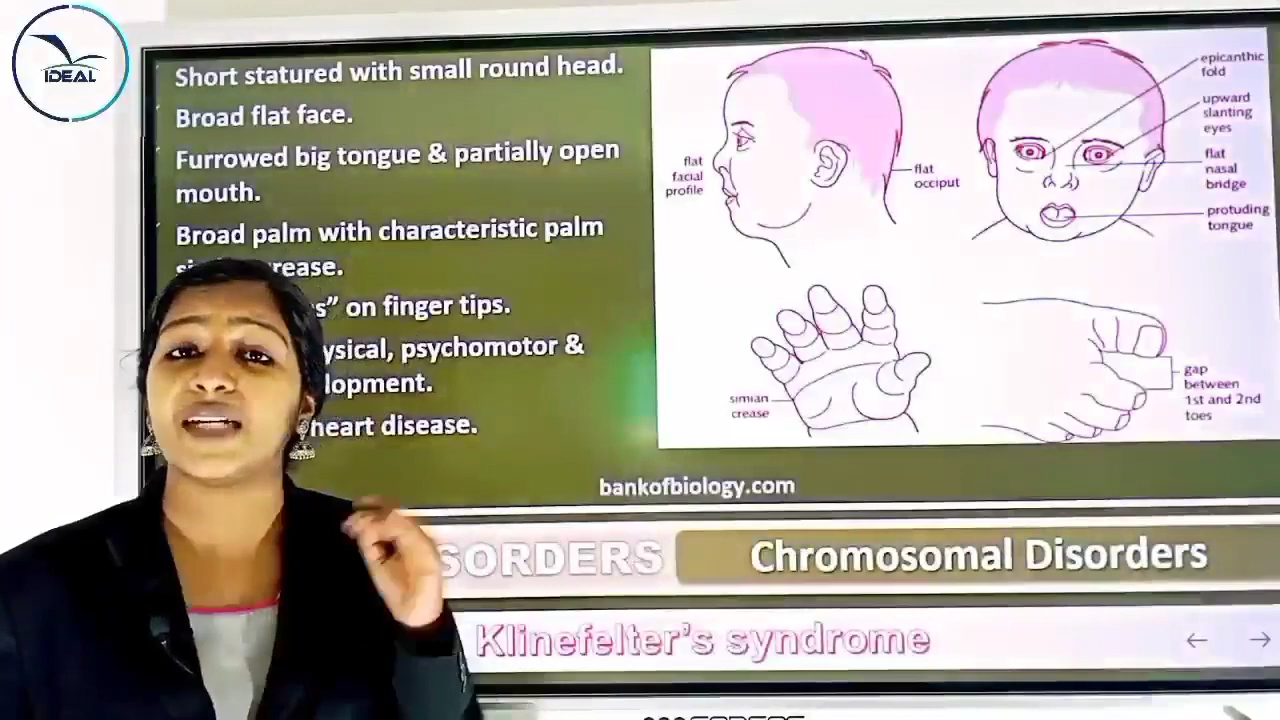 IDEAL
Short statured with small round head.
Broad flat face.
Furrowed big tongue & partially open
mouth.
Broad palm with characteristic palm
rease.
s” on finger tips.
ysical, psychomotor &
lopment.
heart disease.
flat
facial
profile
flat
occiput
epicanthic
fold
upward
slanting
eyes
flat
nasal
bridge
protuding
tongue
simian
crease
gap
between
1st and 2nd
toes
bankofbiology.com
SORDERS
Chromosomal Disorders
Klinefelter’s syndrome